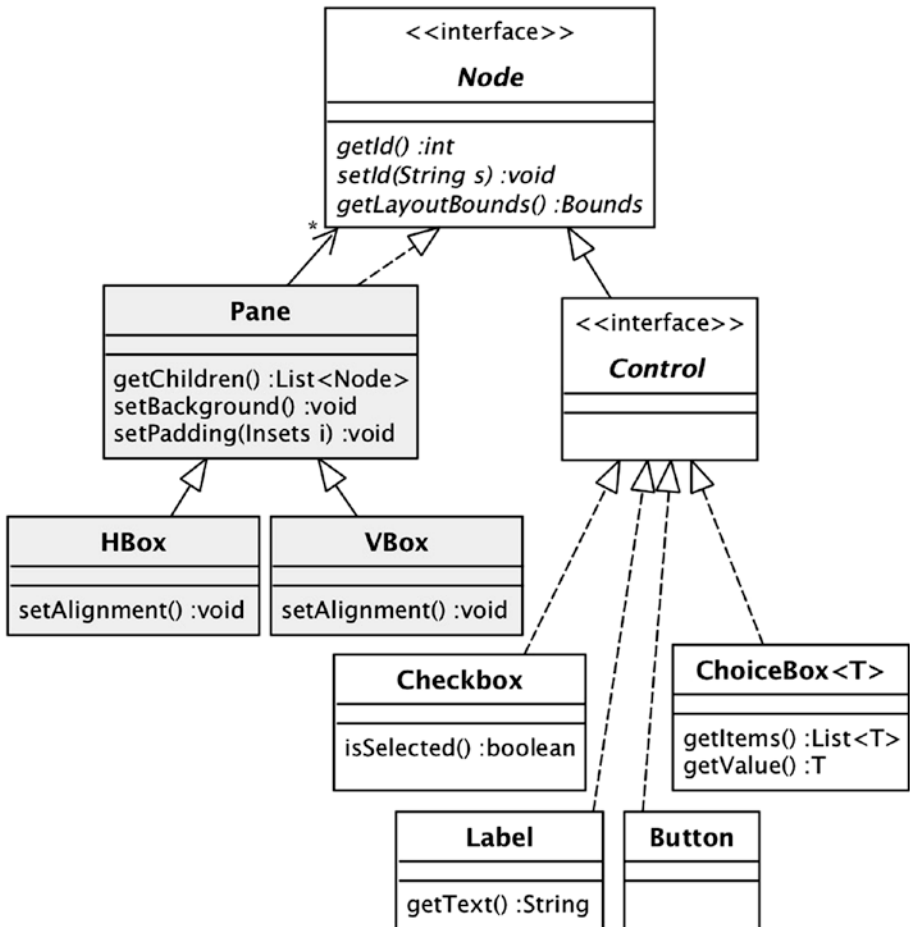 <<interface>>
Node
getId() :int
setId(String s) :void
getLayoutBounds() :Bounds
*
Pane
getChildren() :List<Node>
setBackground() :void
setPadding(Insets i) :void
<<interface>>
Control
HBox
setAlignment() :void
VBox
setAlignment() :void
Checkbox
isSelected() :boolean
ChoiceBox<T>
getItems() :List<T>
getValue() :T
Label
getText() :String
Button